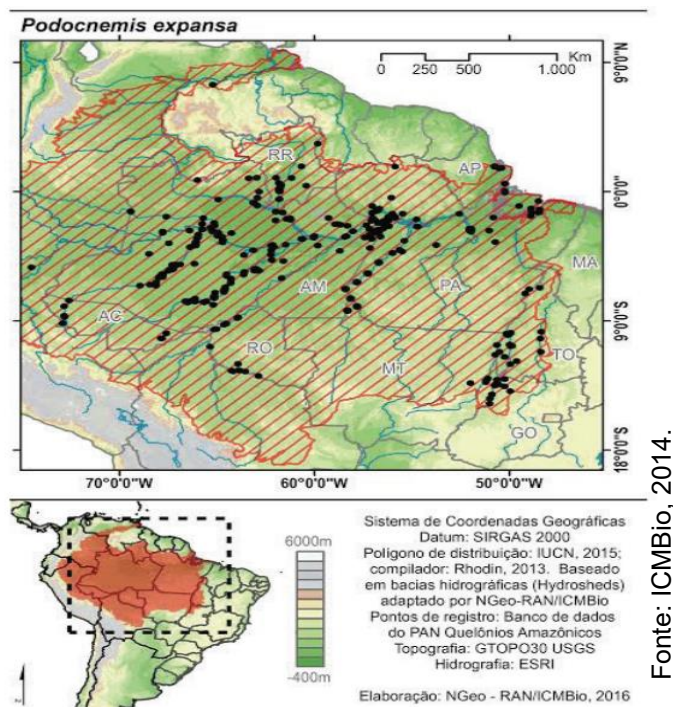 Podocnemis expansa
Km
0 250 500 1.000
9°0'0"N
0°0'0"
9°0'0"S
18°0'0"S
RR
AP
AM
PA
MA
AC
RO
MT
TO
GO
70°0'0"W 60°0'0"W 50°0'0"W
6000m
-400m
Sistema de Coordenadas Geográficas
Datum: SIRGAS 2000
Polígono de distribuição: IUCN, 2015;
compilador: Rhodin, 2013. Baseado
em bacias hidrográficas (Hydrosheds)
adaptado por NGeo-RAN/ICMBio
Pontos de registro: Banco de dados
do PAN Quelônios Amazônicos
Topografia: GTOPO30 USGS
Hidrografia: ESRI
Elaboração: NGeo - RAN/ICMBio, 2016
Fonte: ICMBio, 2014.